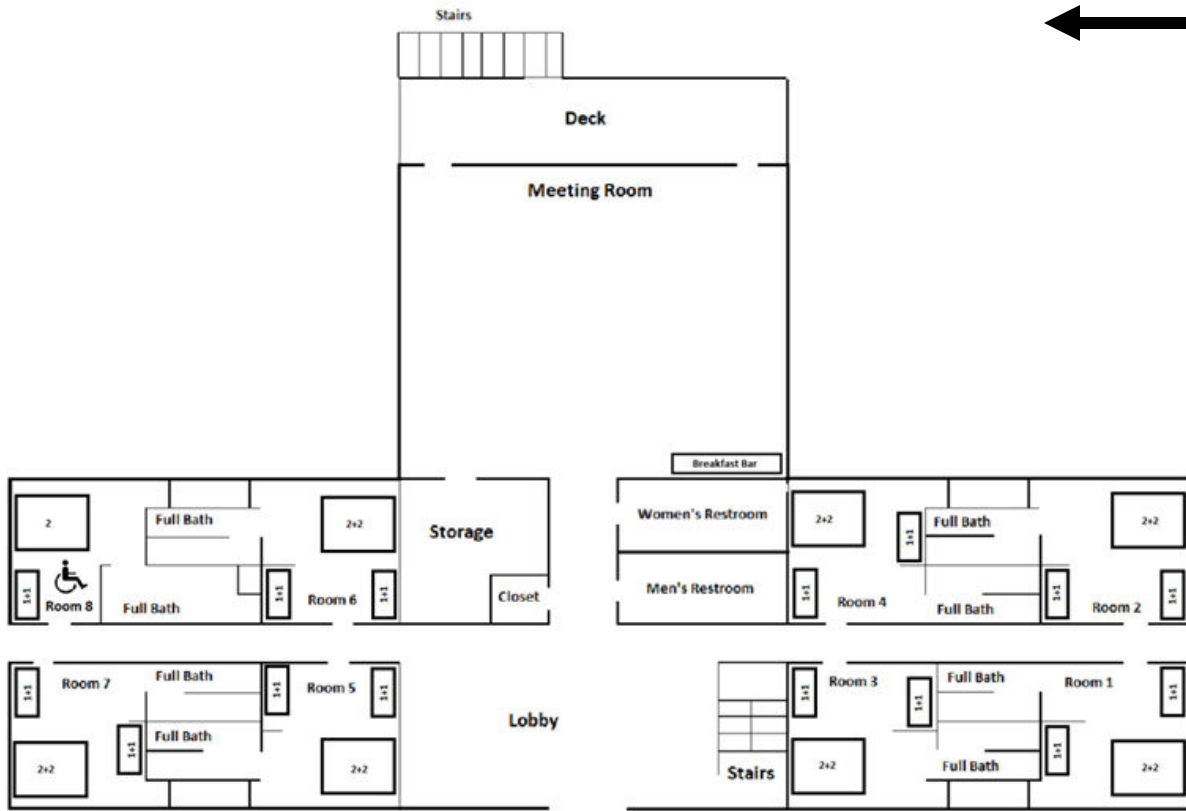 Stairs
Deck
Meeting Room
Breakfast Bar
2
Full Bath
2+2
Storage
Women's Restroom
2+2
1+1
Full Bath
2+2
1+1
Room 8
Full Bath
1+1
Room 6
1+1
Closet
Men's Restroom
1+1
Room 4
Full Bath
1+1
Room 2
1+1
1+1
Room 7
Full Bath
1+1
Room 5
1+1
Lobby
1+1
Room 3
1+1
Full Bath
Room 1
1+1
1+1
Full Bath
1+1
2+2
2+2
Stairs
2+2
Full Bath
2+2